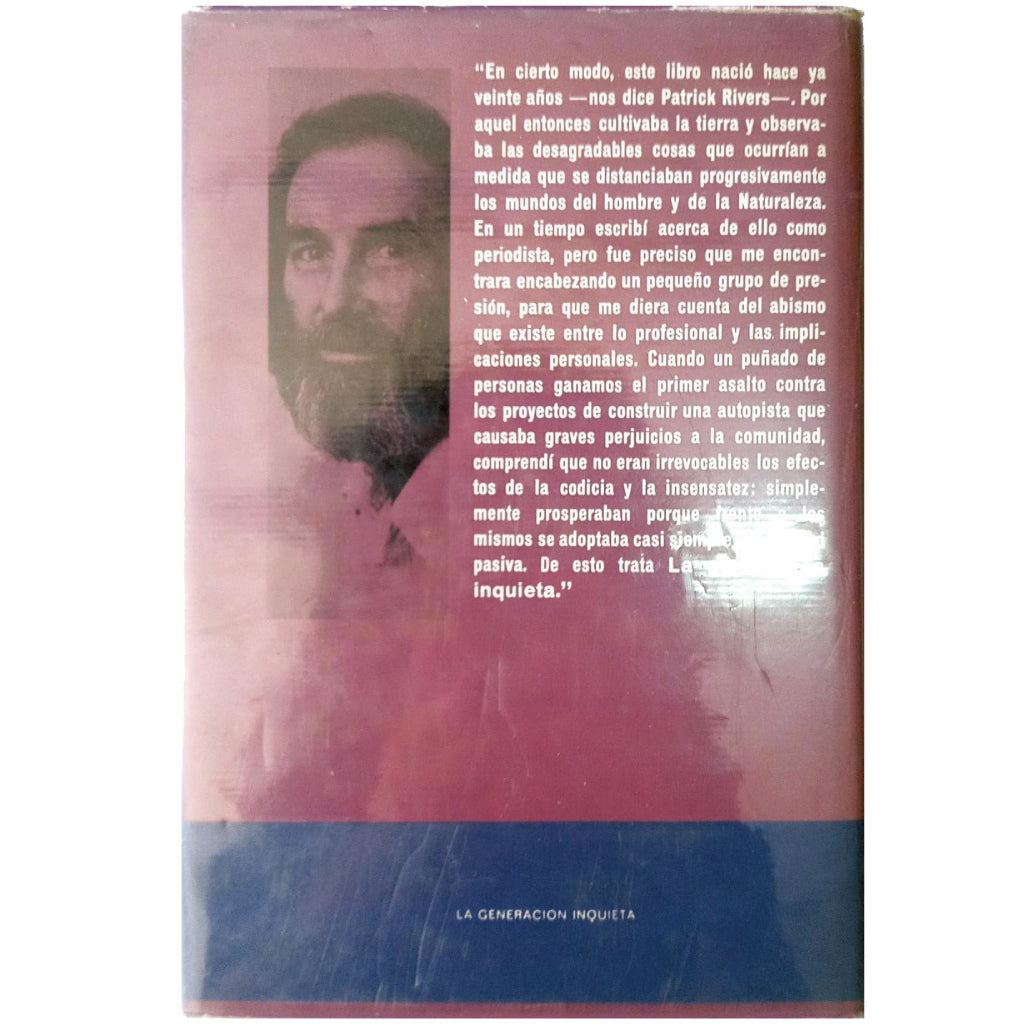 “En cierto modo, este libro nació hace ya
veinte años —nos dice Patrick Rivers—. Por
aquel entonces cultivaba la tierra y observa-
ba las desagradables cosas que ocurrían a
medida que se distanciaban progresivamente
los mundos del hombre y de la Naturaleza.
En un tiempo escribí acerca de ello como
periodista, pero fue preciso que me encon-
trara encabezando un pequeño grupo de pre-
sión, para que me diera cuenta del abismo
que existe entre lo profesional y las impli-
caciones personales. Cuando un puñado de
personas ganamos el primer asalto contra
los proyectos de construir una autopista que
causaba graves perjuicios a la comunidad,
comprendí que no eran irrevocables los efec-
tos de la codicia y la insensatez: simple-
mente prosperaban porque frente a los
mismos se adoptaba casi siempre
pasiva. De esto trata La
inquieta.”
LA GENERACION INQUIETA